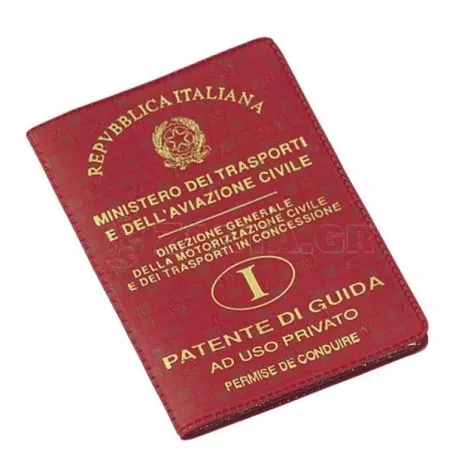 REPVBBLICA ITALIANA
MINISTERO DEI TRASPORTI
E DELL'AVIAZIONE CIVILE
DIREZIONE GENERALE
DELLA MOTORIZZAZIONE CIVILE
E DEI TRASPORTI IN CONCESSIONE
I
PATENTE DI GUIDA
AD USO PRIVATO
PERMISE DE CONDUIRE